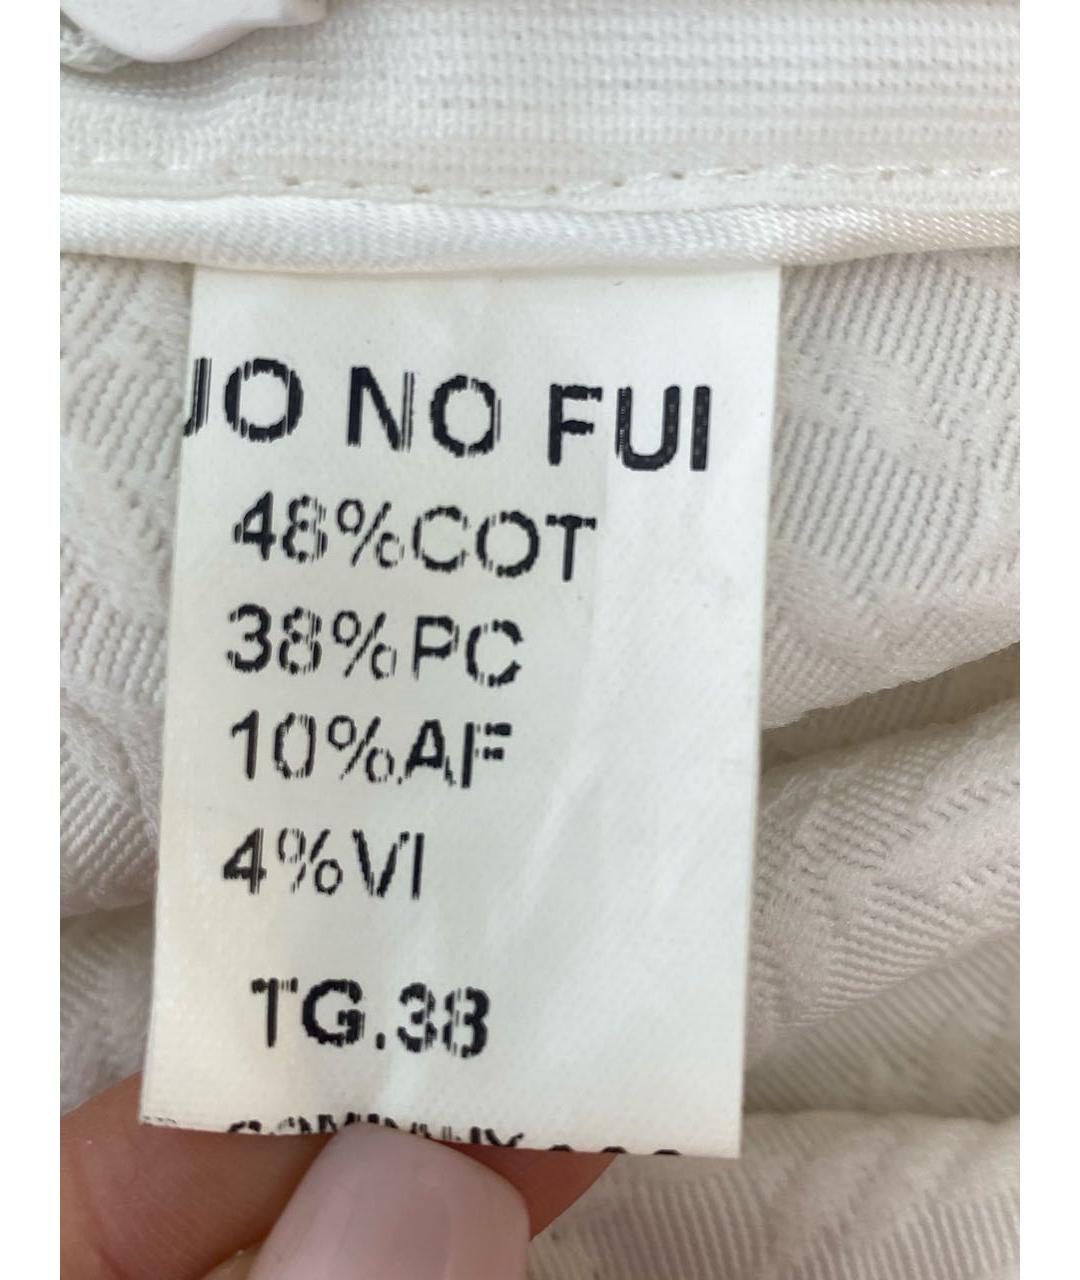 JO NO FUI
48%COT
38%PC
10%AF
4%VI
TG.38